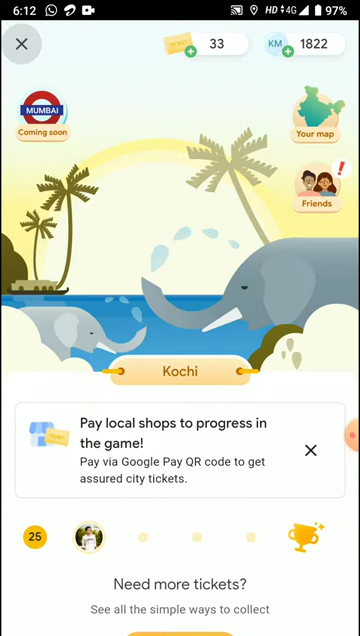 6:12
HD 4G 97%
TICKET 33
KM 1822
MUMBAI
Coming soon
Your map
Friends
Kochi
Pay local shops to progress in
the game!
Pay via Google Pay QR code to get
assured city tickets.
TICKET
25
Need more tickets?
See all the simple ways to collect